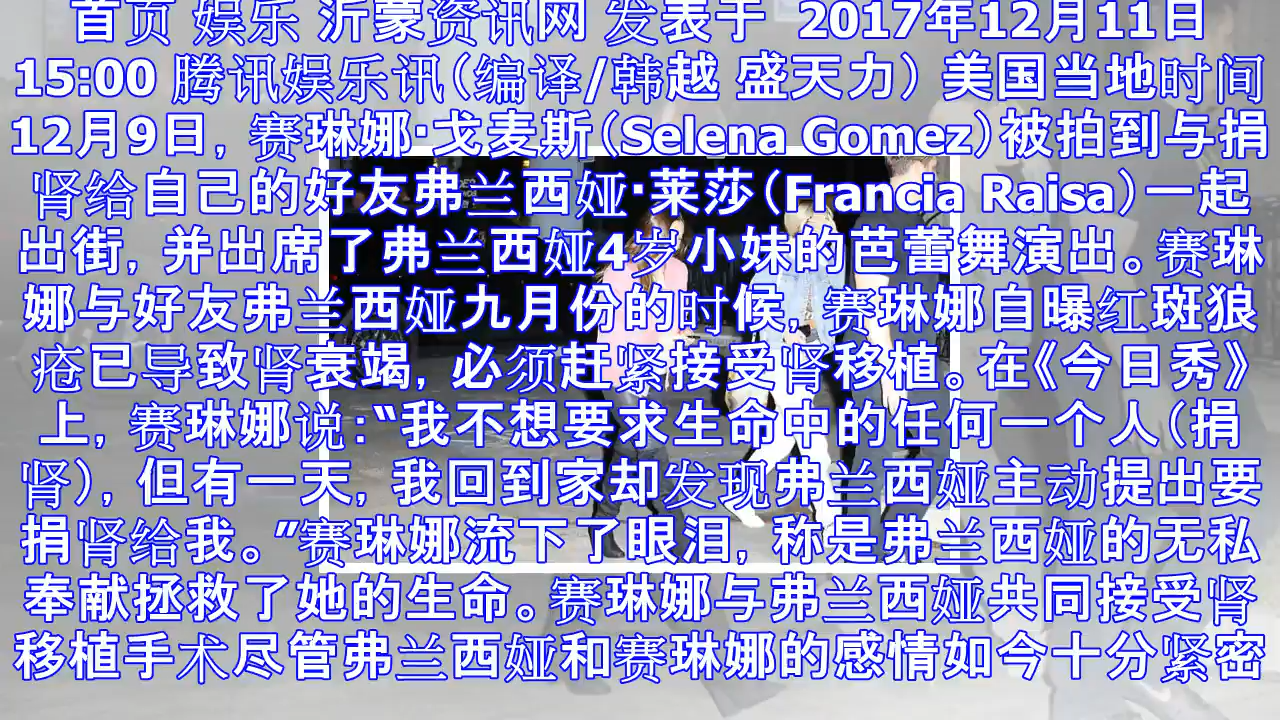 首页 娱乐 沂蒙资讯网 发表于 2017年12月11日
15:00 腾讯娱乐讯（编译/韩越 盛天力） 美国当地时间
12月9日, 赛琳娜·戈麦斯（Selena Gomez）被拍到与捐
肾给自己的好友弗兰西娅·莱莎（Francia Raisa）一起
出街, 并出席了弗兰西娅4岁小妹的芭蕾舞演出。赛琳
娜与好友弗兰西娅九月份的时候, 赛琳娜自曝红斑狼
疮已导致肾衰竭, 必须赶紧接受肾移植。在《今日秀》
上, 赛琳娜说：“我不想要求生命中的任何一个人（捐
肾）, 但有一天, 我回到家却发现弗兰西娅主动提出要
捐肾给我。”赛琳娜流下了眼泪, 称是弗兰西娅的无私
奉献拯救了她的生命。赛琳娜与弗兰西娅共同接受肾
移植手术尽管弗兰西娅和赛琳娜的感情如今十分紧密